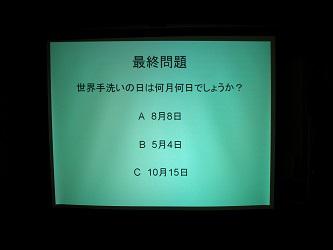 最終問題
世界手洗いの日は何月何日でしょうか？
A 8月8日
B 5月4日
C 10月15日